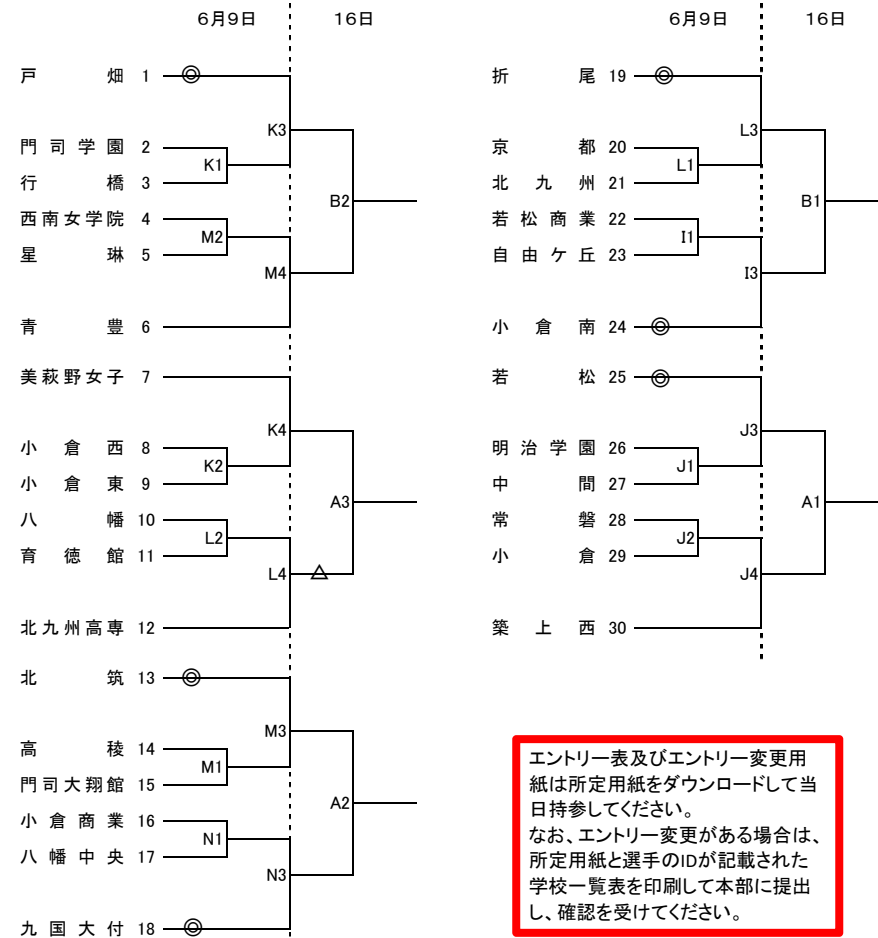 6月9日 16日
戸畑 1 ◎
K3
門司学園 2
K1
行橋 3
B2
西南女学院 4
M2
星琳 5
M4
青豊 6
美萩野女子 7
K4
小倉西 8
K2
小倉東 9
A3
八幡 10
L2
育徳館 11
L4 △
北九州高専 12
北筑 13 ◎
M3
高稜 14
M1
門司大翔館 15
A2
小倉商業 16
N1
八幡中央 17
N3
九国大付 18 ◎
6月9日 16日
折尾 19 ◎
L3
京都 20
L1
北九州 21
B1
若松商業 22
I1
自由ケ丘 23
I3
小倉南 24 ◎
若松 25 ◎
J3
明治学園 26
J1
中間 27
A1
常磐 28
J2
小倉 29
J4
築上西 30
エントリー表及びエントリー変更用
紙は所定用紙をダウンロードして当
日持参してください。
なお、エントリー変更がある場合は、
所定用紙と選手のIDが記載された
学校一覧表を印刷して本部に提出
し、確認を受けてください。